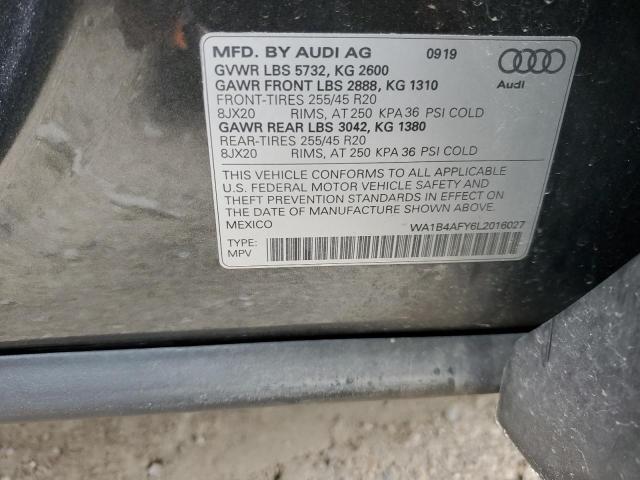 MFD. BY AUDI AG 0919
GVWR LBS 5732, KG 2600
GAWR FRONT LBS 2888, KG 1310
FRONT-TIRES 255/45 R20
8JX20 RIMS, AT 250 KPA 36 PSI COLD
GAWR REAR LBS 3042, KG 1380
REAR-TIRES 255/45 R20
8JX20 RIMS, AT 250 KPA 36 PSI COLD
Audi
THIS VEHICLE CONFORMS TO ALL APPLICABLE
U.S. FEDERAL MOTOR VEHICLE SAFETY AND
THEFT PREVENTION STANDARDS IN EFFECT ON
THE DATE OF MANUFACTURE SHOWN ABOVE.
MEXICO WA1B4AFY6L2016027
TYPE:
MPV